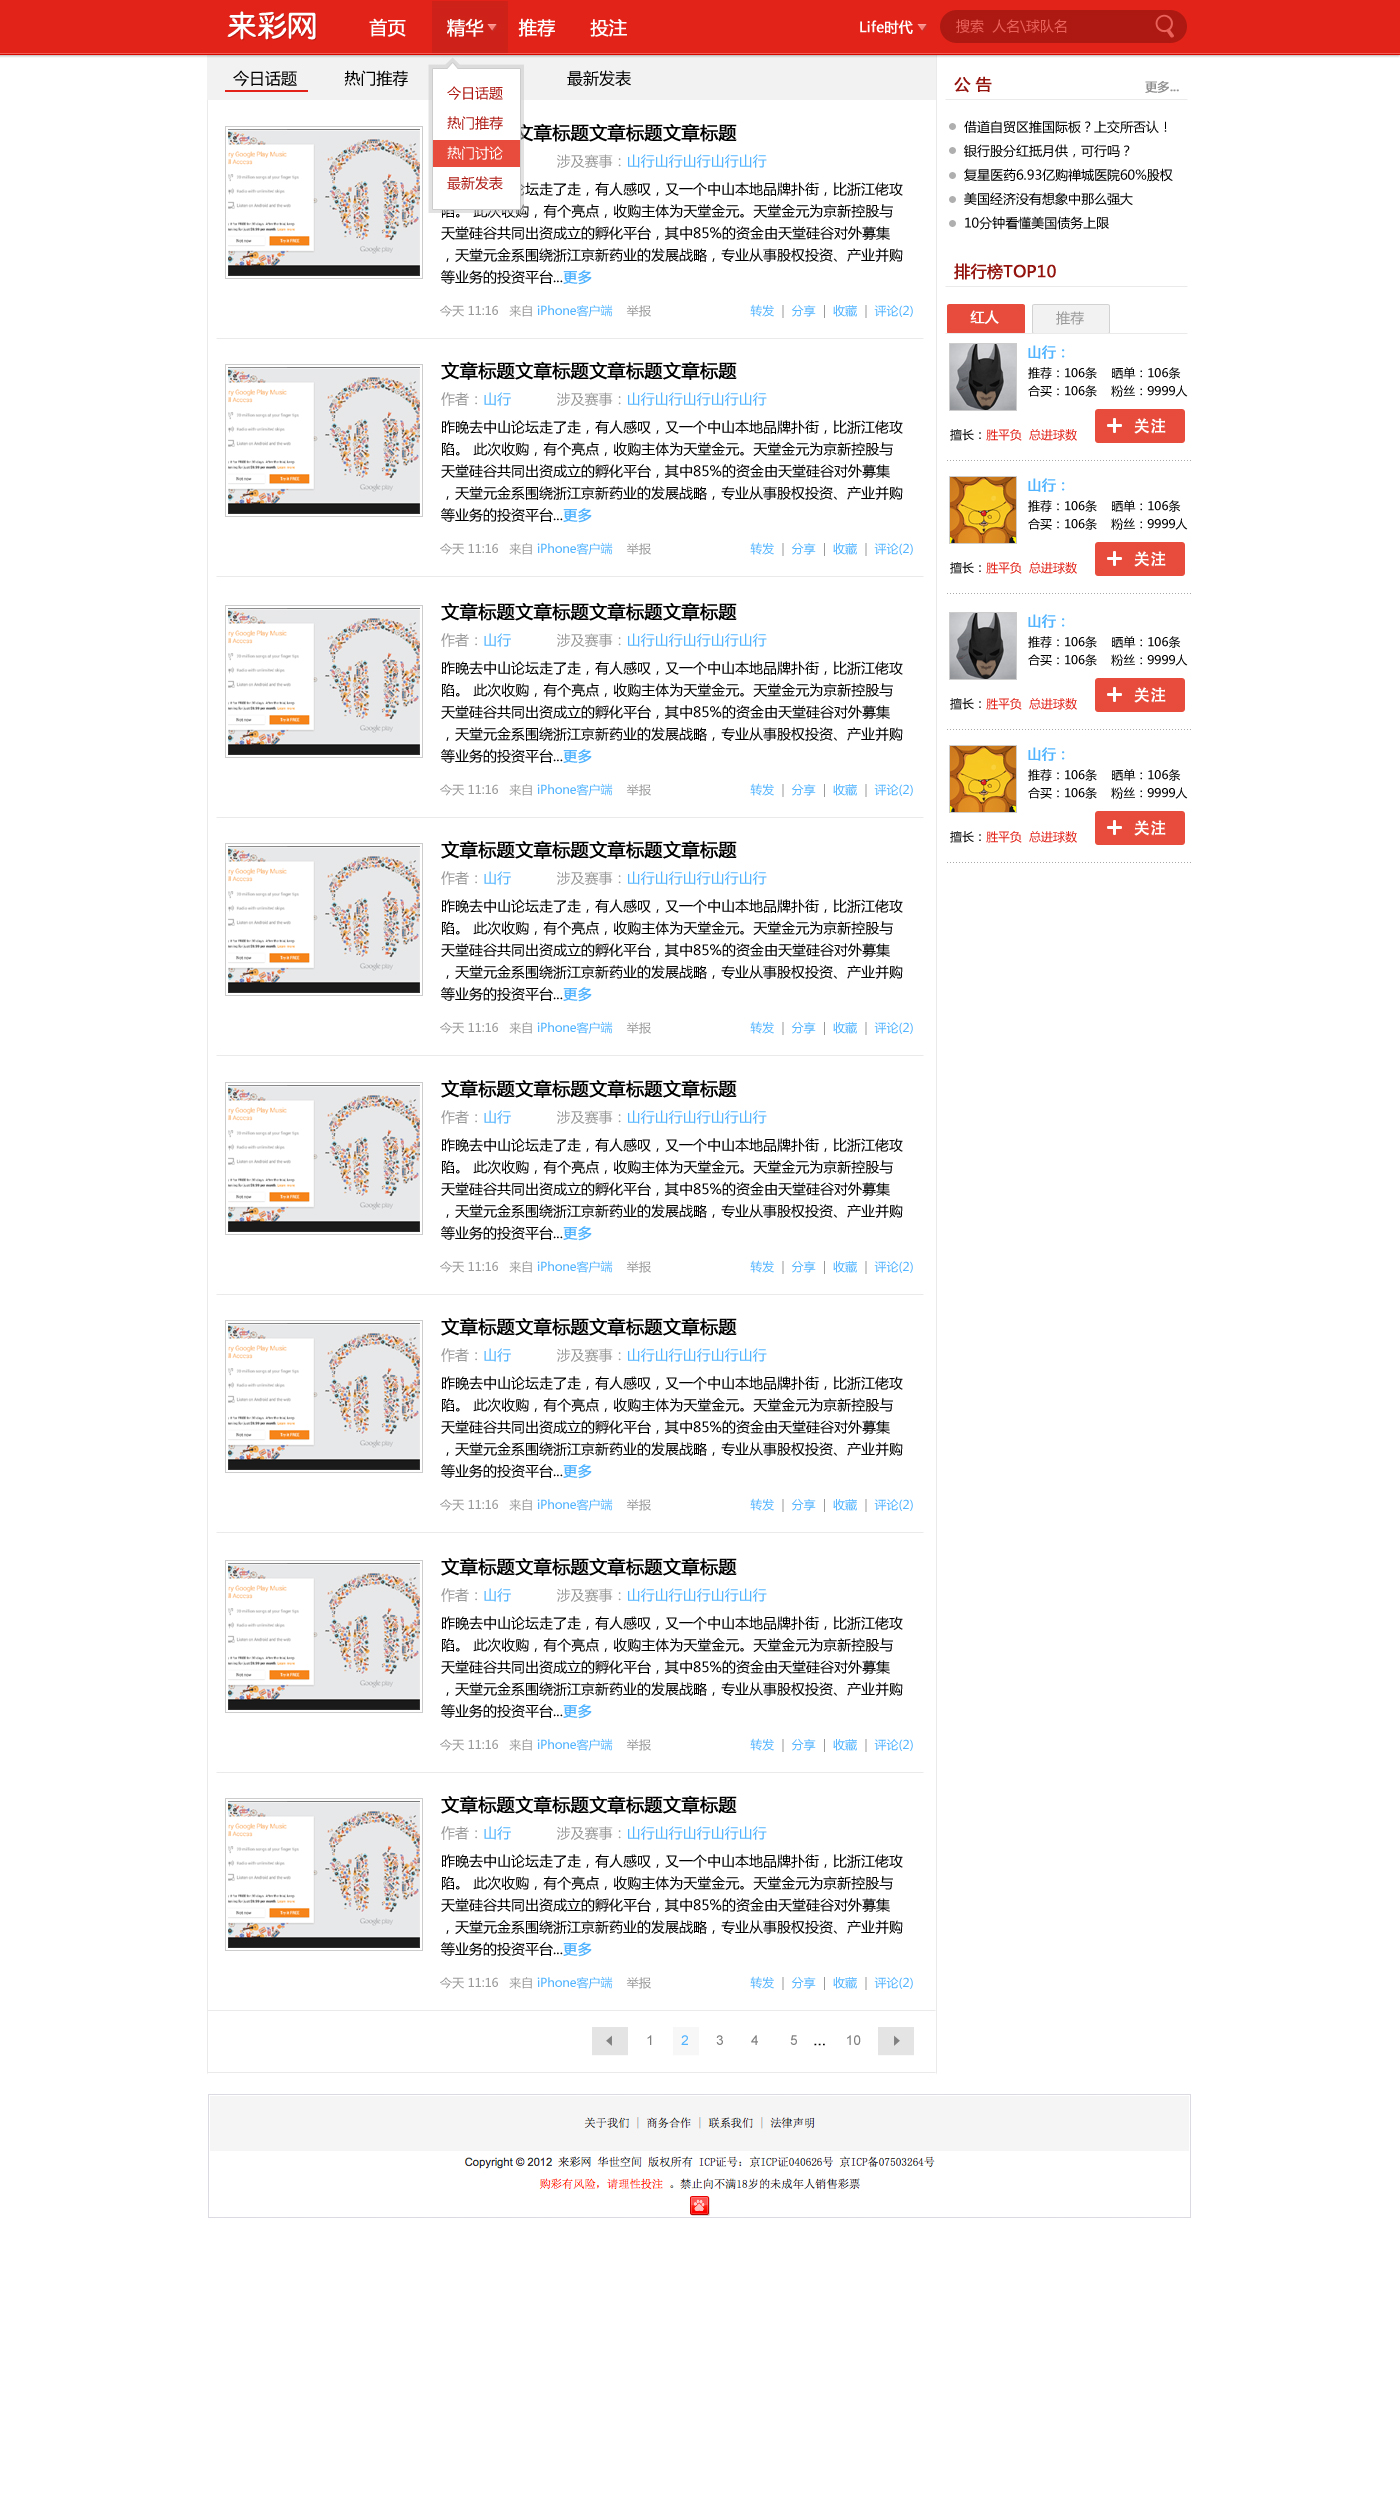 来彩网 首页 精华 推荐 投注 Life时代 搜索 人名\球队名
今日话题 热门推荐 最新发表
今日话题
热门推荐
热门讨论
最新发表
文章标题文章标题文章标题
涉及赛事：山行山行山行山行山行
坛走了走，有人感叹，又一个中山本地品牌扑街，比浙江佬攻
陷。 此次收购，有个亮点，收购主体为天堂金元。天堂金元为京新控股与
天堂硅谷共同出资成立的孵化平台，其中85%的资金由天堂硅谷对外募集
，天堂元金系围绕浙江京新药业的发展战略，专业从事股权投资、产业并购
等业务的投资平台...更多
今天 11:16 来自 iPhone客户端 举报 转发 | 分享 | 收藏 | 评论(2)
文章标题文章标题文章标题文章标题
作者：山行 涉及赛事：山行山行山行山行山行
昨晚去中山论坛走了走，有人感叹，又一个中山本地品牌扑街，比浙江佬攻
陷。 此次收购，有个亮点，收购主体为天堂金元。天堂金元为京新控股与
天堂硅谷共同出资成立的孵化平台，其中85%的资金由天堂硅谷对外募集
，天堂元金系围绕浙江京新药业的发展战略，专业从事股权投资、产业并购
等业务的投资平台...更多
今天 11:16 来自 iPhone客户端 举报 转发 | 分享 | 收藏 | 评论(2)
文章标题文章标题文章标题文章标题
作者：山行 涉及赛事：山行山行山行山行山行
昨晚去中山论坛走了走，有人感叹，又一个中山本地品牌扑街，比浙江佬攻
陷。 此次收购，有个亮点，收购主体为天堂金元。天堂金元为京新控股与
天堂硅谷共同出资成立的孵化平台，其中85%的资金由天堂硅谷对外募集
，天堂元金系围绕浙江京新药业的发展战略，专业从事股权投资、产业并购
等业务的投资平台...更多
今天 11:16 来自 iPhone客户端 举报 转发 | 分享 | 收藏 | 评论(2)
文章标题文章标题文章标题文章标题
作者：山行 涉及赛事：山行山行山行山行山行
昨晚去中山论坛走了走，有人感叹，又一个中山本地品牌扑街，比浙江佬攻
陷。 此次收购，有个亮点，收购主体为天堂金元。天堂金元为京新控股与
天堂硅谷共同出资成立的孵化平台，其中85%的资金由天堂硅谷对外募集
，天堂元金系围绕浙江京新药业的发展战略，专业从事股权投资、产业并购
等业务的投资平台...更多
今天 11:16 来自 iPhone客户端 举报 转发 | 分享 | 收藏 | 评论(2)
文章标题文章标题文章标题文章标题
作者：山行 涉及赛事：山行山行山行山行山行
昨晚去中山论坛走了走，有人感叹，又一个中山本地品牌扑街，比浙江佬攻
陷。 此次收购，有个亮点，收购主体为天堂金元。天堂金元为京新控股与
天堂硅谷共同出资成立的孵化平台，其中85%的资金由天堂硅谷对外募集
，天堂元金系围绕浙江京新药业的发展战略，专业从事股权投资、产业并购
等业务的投资平台...更多
今天 11:16 来自 iPhone客户端 举报 转发 | 分享 | 收藏 | 评论(2)
文章标题文章标题文章标题文章标题
作者：山行 涉及赛事：山行山行山行山行山行
昨晚去中山论坛走了走，有人感叹，又一个中山本地品牌扑街，比浙江佬攻
陷。 此次收购，有个亮点，收购主体为天堂金元。天堂金元为京新控股与
天堂硅谷共同出资成立的孵化平台，其中85%的资金由天堂硅谷对外募集
，天堂元金系围绕浙江京新药业的发展战略，专业从事股权投资、产业并购
等业务的投资平台...更多
今天 11:16 来自 iPhone客户端 举报 转发 | 分享 | 收藏 | 评论(2)
文章标题文章标题文章标题文章标题
作者：山行 涉及赛事：山行山行山行山行山行
昨晚去中山论坛走了走，有人感叹，又一个中山本地品牌扑街，比浙江佬攻
陷。 此次收购，有个亮点，收购主体为天堂金元。天堂金元为京新控股与
天堂硅谷共同出资成立的孵化平台，其中85%的资金由天堂硅谷对外募集
，天堂元金系围绕浙江京新药业的发展战略，专业从事股权投资、产业并购
等业务的投资平台...更多
今天 11:16 来自 iPhone客户端 举报 转发 | 分享 | 收藏 | 评论(2)
文章标题文章标题文章标题文章标题
作者：山行 涉及赛事：山行山行山行山行山行
昨晚去中山论坛走了走，有人感叹，又一个中山本地品牌扑街，比浙江佬攻
陷。 此次收购，有个亮点，收购主体为天堂金元。天堂金元为京新控股与
天堂硅谷共同出资成立的孵化平台，其中85%的资金由天堂硅谷对外募集
，天堂元金系围绕浙江京新药业的发展战略，专业从事股权投资、产业并购
等业务的投资平台...更多
今天 11:16 来自 iPhone客户端 举报 转发 | 分享 | 收藏 | 评论(2)
1 2 3 4 5 ... 10
公 告 更多...
借道自贸区推国际板？上交所否认！
银行股分红抵月供，可行吗？
复星医药6.93亿购禅城医院60%股权
美国经济没有想象中那么强大
10分钟看懂美国债务上限
排行榜TOP10
红人 推荐
山行：
推荐：106条 晒单：106条
合买：106条 粉丝：9999人
+ 关注
擅长：胜平负 总进球数
山行：
推荐：106条 晒单：106条
合买：106条 粉丝：9999人
+ 关注
擅长：胜平负 总进球数
山行：
推荐：106条 晒单：106条
合买：106条 粉丝：9999人
+ 关注
擅长：胜平负 总进球数
山行：
推荐：106条 晒单：106条
合买：106条 粉丝：9999人
+ 关注
擅长：胜平负 总进球数
关于我们 | 商务合作 | 联系我们 | 法律声明
Copyright © 2012 来彩网 华世空间 版权所有 ICP证号：京ICP证040626号 京ICP备07503264号
购彩有风险，请理性投注 。禁止向不满18岁的未成年人销售彩票